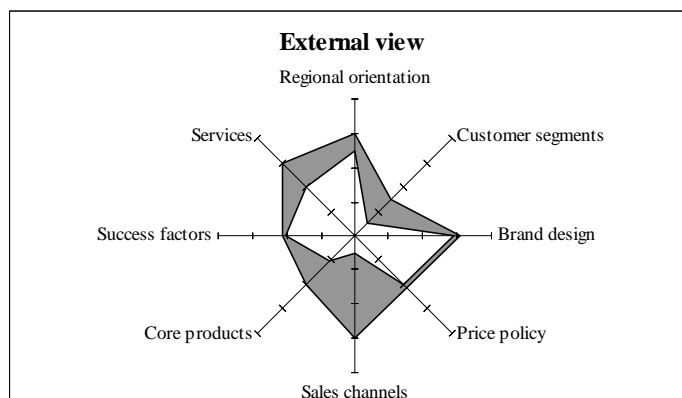 External view
Regional orientation
Services
Customer segments
Success factors
Brand design
Core products
Price policy
Sales channels